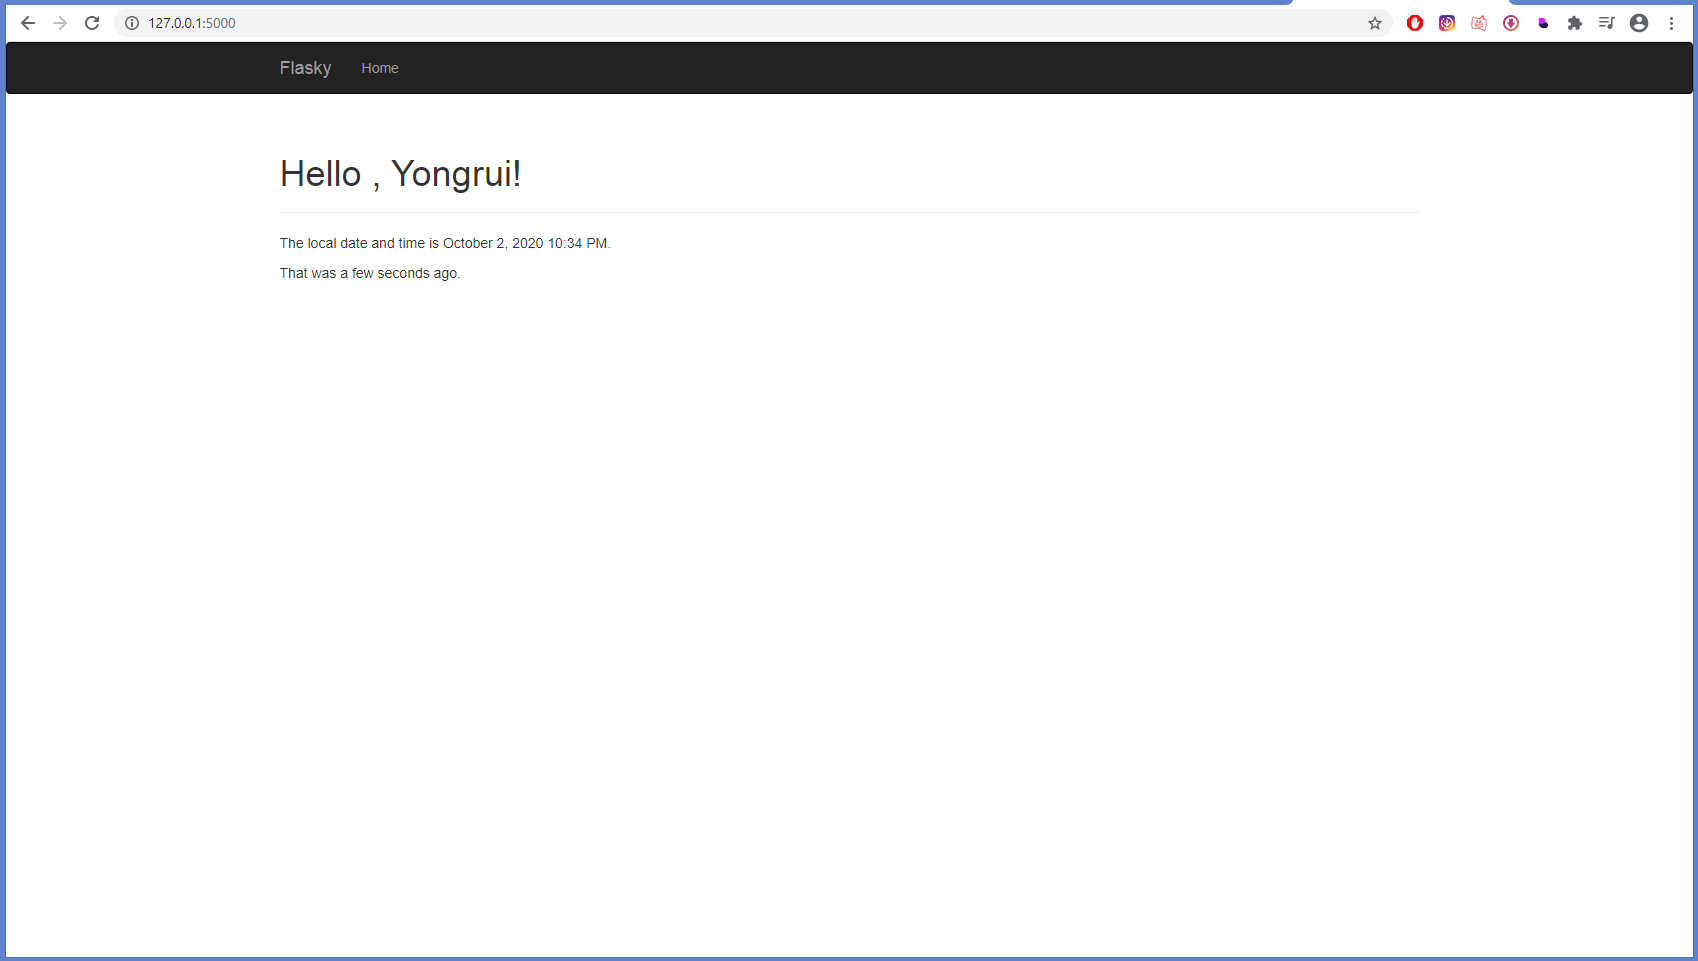 127.0.0.1:5000
Flasky Home
Hello , Yongrui!
The local date and time is October 2, 2020 10:34 PM.
That was a few seconds ago.